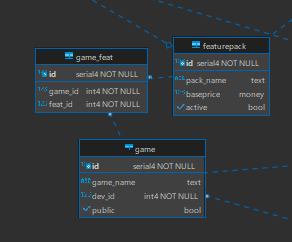 featurepack
id serial4 NOT NULL
pack_name text
baseprice money
active bool
game_feat
id serial4 NOT NULL
game_id int4 NOT NULL
feat_id int4 NOT NULL
game
id serial4 NOT NULL
game_name text
dev_id int4 NOT NULL
public bool